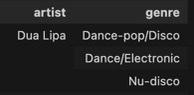 artist genre
Dua Lipa Dance-pop/Disco
Dance/Electronic
Nu-disco